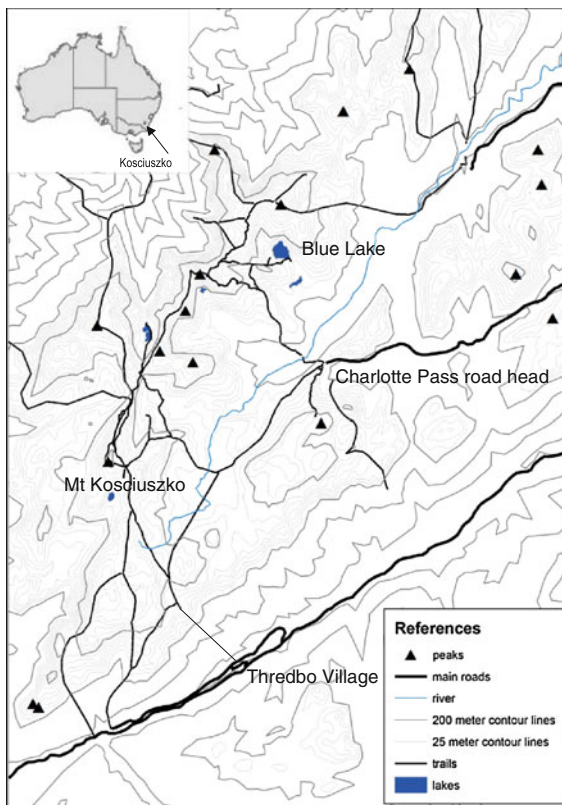 Kosciuszko
Blue Lake
Charlotte Pass road head
Mt Kosciuszko
Thredbo Village
References
peaks
main roads
river
200 meter contour lines
25 meter contour lines
trails
lakes